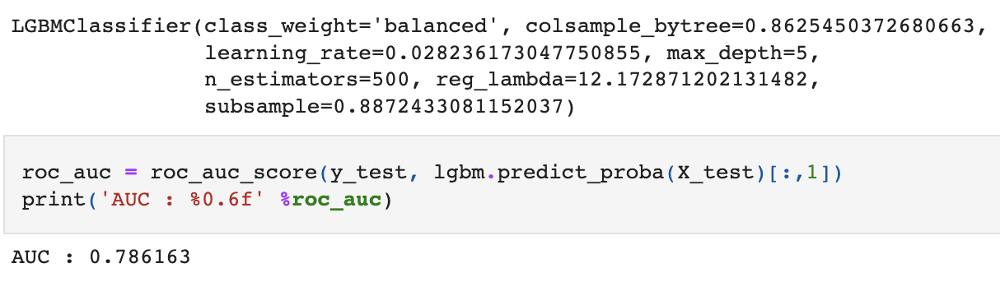 LGBMClassifier(class_weight='balanced', colsample_bytree=0.8625450372680663,
learning_rate=0.028236173047750855, max_depth=5,
n_estimators=500, reg_lambda=12.172871202131482,
subsample=0.8872433081152037)
roc_auc = roc_auc_score(y_test, lgbm.predict_proba(X_test)[:,1])
print('AUC : %0.6f' %roc_auc)
AUC : 0.786163